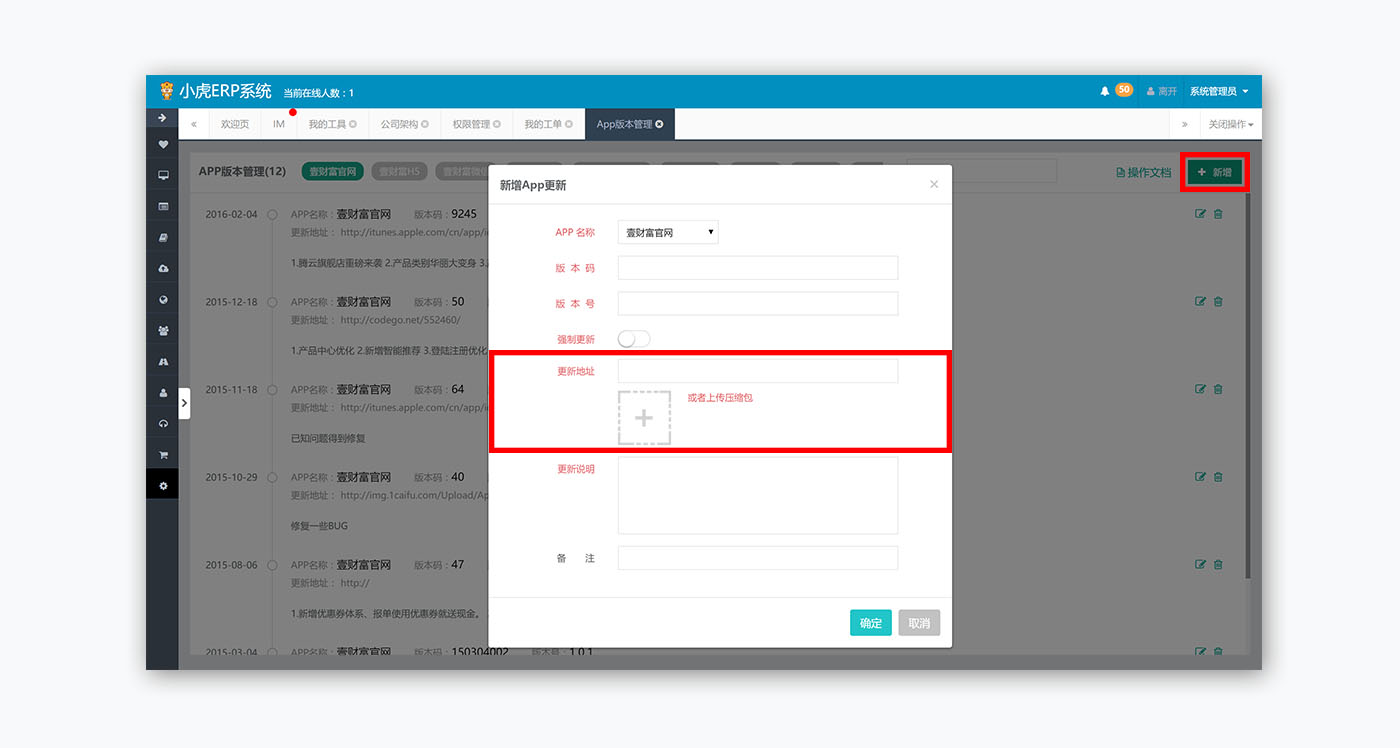 小虎ERP系统 当前在线人数：1 50 离开 系统管理员
« 欢迎页 IM 我的工具 公司架构 权限管理 我的工单 App版本管理 » 关闭操作
APP版本管理(12) 壹财富官网 壹财富H5 壹财富微信 操作文档 + 新增
新增App更新 ×
2016-02-04 APP名称：壹财富官网 版本码：9245
更新地址： http://itunes.apple.com/cn/app/i
1.腾云旗舰店重磅来袭 2.产品类别华丽大变身 3.
2015-12-18 APP名称：壹财富官网 版本码：50
更新地址： http://codego.net/552460/
1.产品中心优化 2.新增智能推荐 3.登陆注册优化
2015-11-18 APP名称：壹财富官网 版本码：64
更新地址： http://itunes.apple.com/cn/app/i
已知问题得到修复
2015-10-29 APP名称：壹财富官网 版本码：40
更新地址： http://img.1caifu.com/Upload/Ap
修复一些BUG
2015-08-06 APP名称：壹财富官网 版本码：47
更新地址： http://
1.新增优惠券体系、报单使用优惠券就送现金。
2015-03-04 APP名称：壹财富官网 版本码：150304002 版本号：1.0.1
APP 名称 壹财富官网
版 本 码
版 本 号
强制更新
更新地址
或者上传压缩包
更新说明
备 注
确定 取消